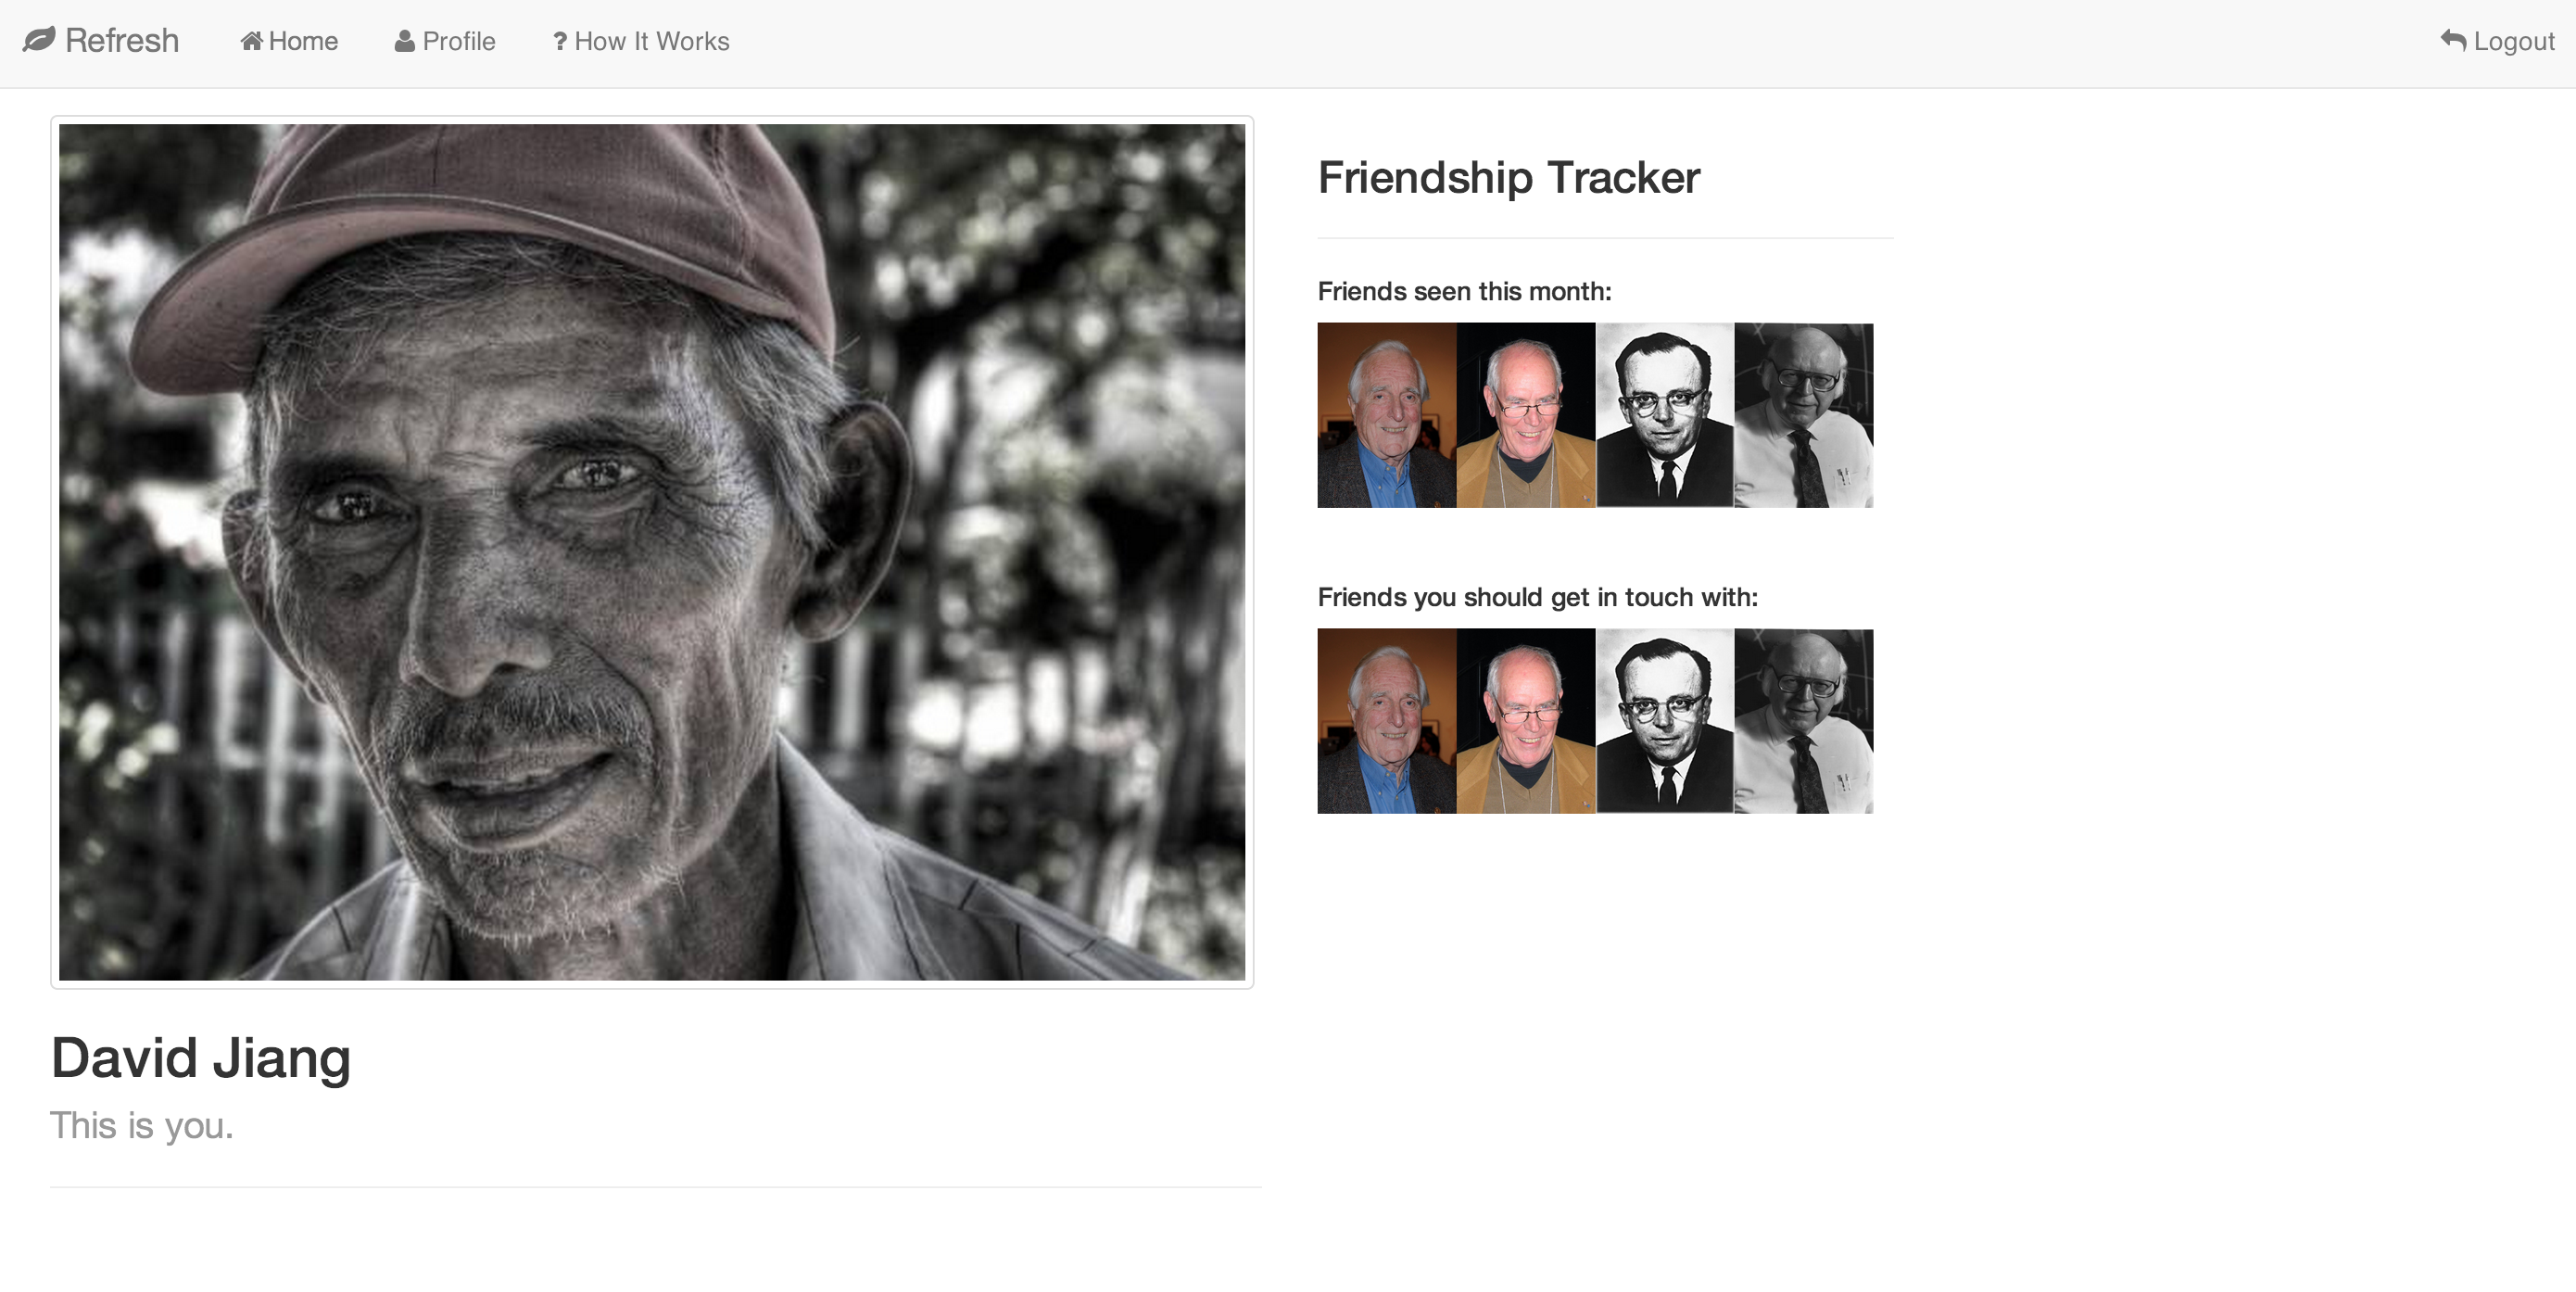 Refresh Home Profile ? How It Works Logout
Friendship Tracker
Friends seen this month:
Friends you should get in touch with:
David Jiang
This is you.